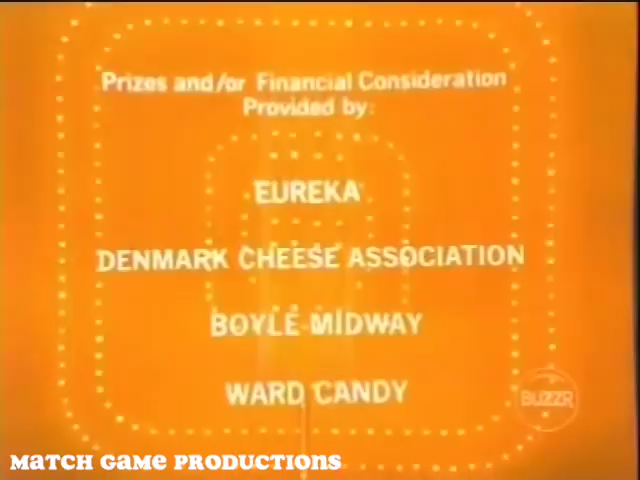 Prizes and/or Financial Consideration
Provided by:
EUREKA
DENMARK CHEESE ASSOCIATION
BOYLE-MIDWAY
WARD CANDY
BUZZR
MATCH GAME PRODUCTIONS